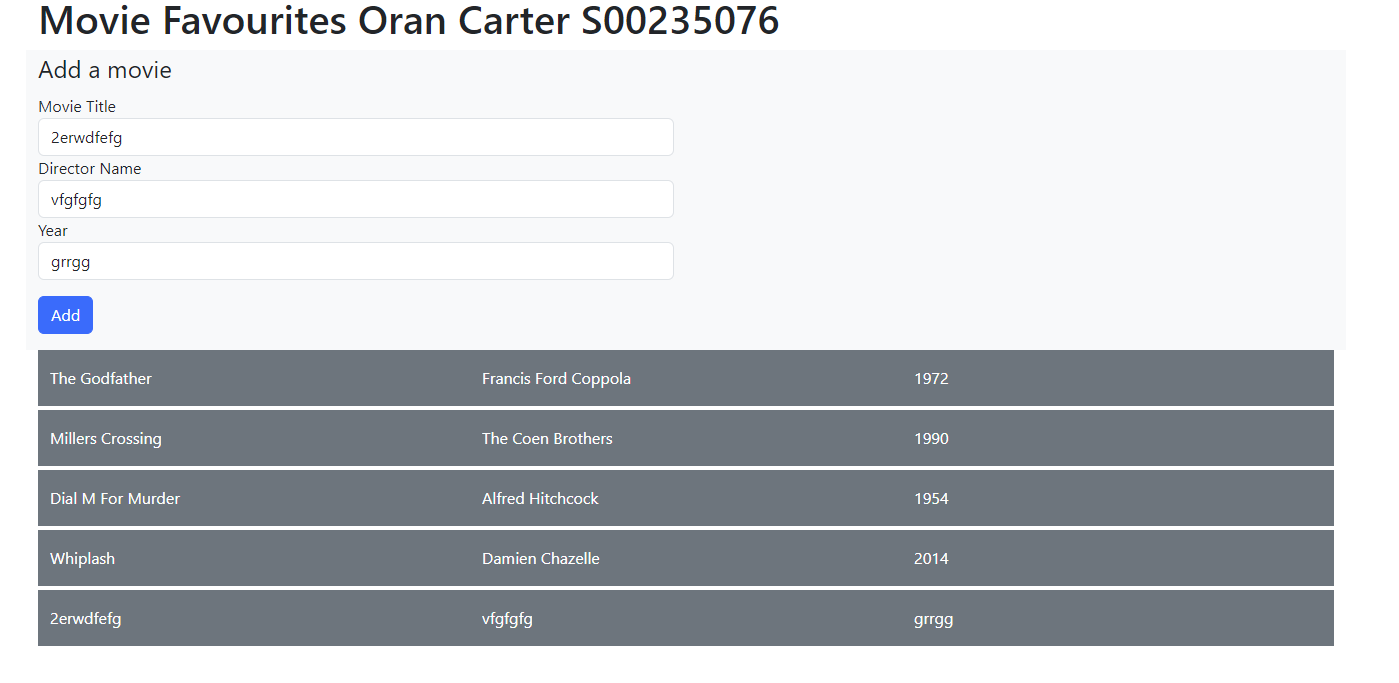 Movie Favourites Oran Carter S00235076
Add a movie
Movie Title
2erwdfefg
Director Name
vfgfgfg
Year
grrgg
Add
The Godfather Francis Ford Coppola 1972
Millers Crossing The Coen Brothers 1990
Dial M For Murder Alfred Hitchcock 1954
Whiplash Damien Chazelle 2014
2erwdfefg vfgfgfg grrgg